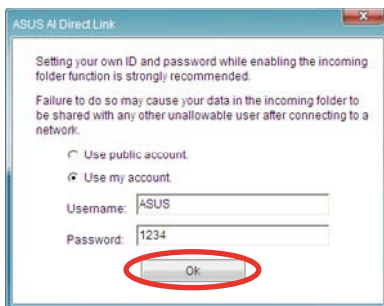 ASUS AI Direct Link
Setting your own ID and password while enabling the incoming
folder function is strongly recommended.
Failure to do so may cause your data in the incoming folder to
be shared with any other unallowable user after connecting to a
network.
Use public account.
Use my account.
Username: ASUS
Password: 1234
Ok